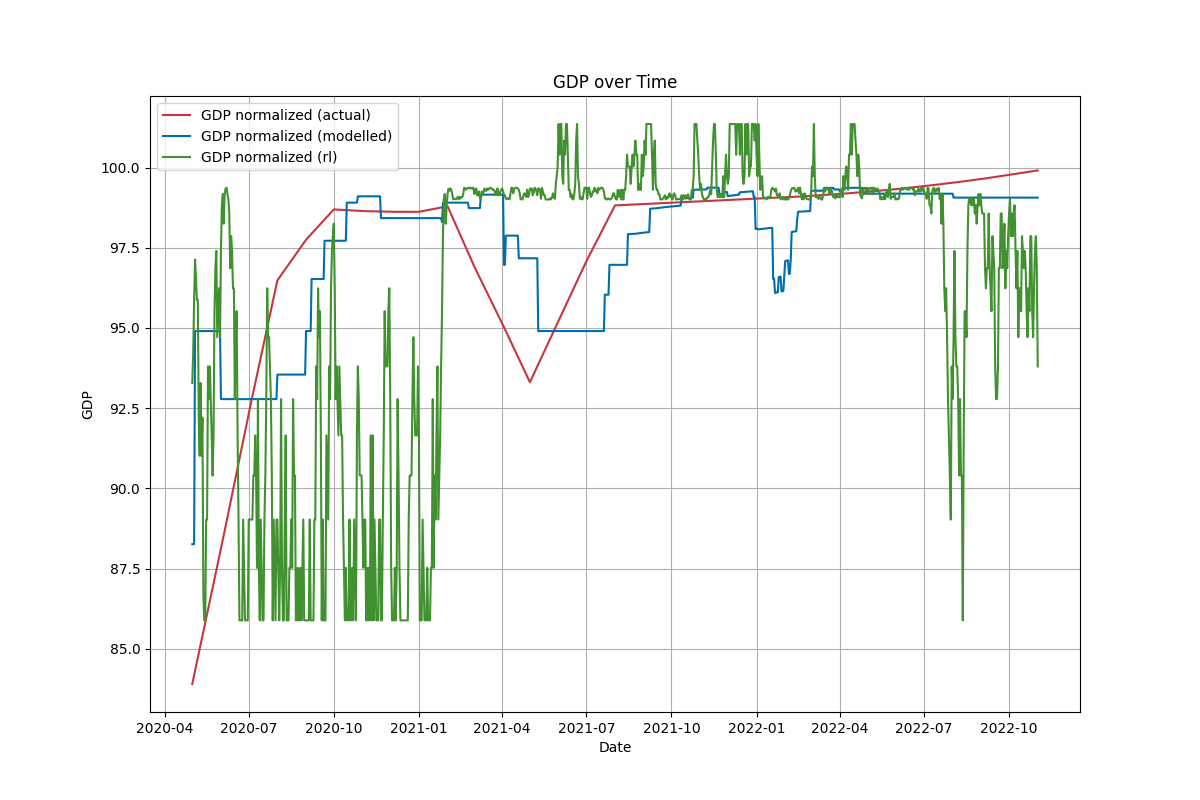 GDP over Time
GDP normalized (actual)
GDP normalized (modelled)
GDP normalized (rl)
100.0
97.5
95.0
92.5
90.0
87.5
85.0
GDP
2020-04 2020-07 2020-10 2021-01 2021-04 2021-07 2021-10 2022-01 2022-04 2022-07 2022-10
Date